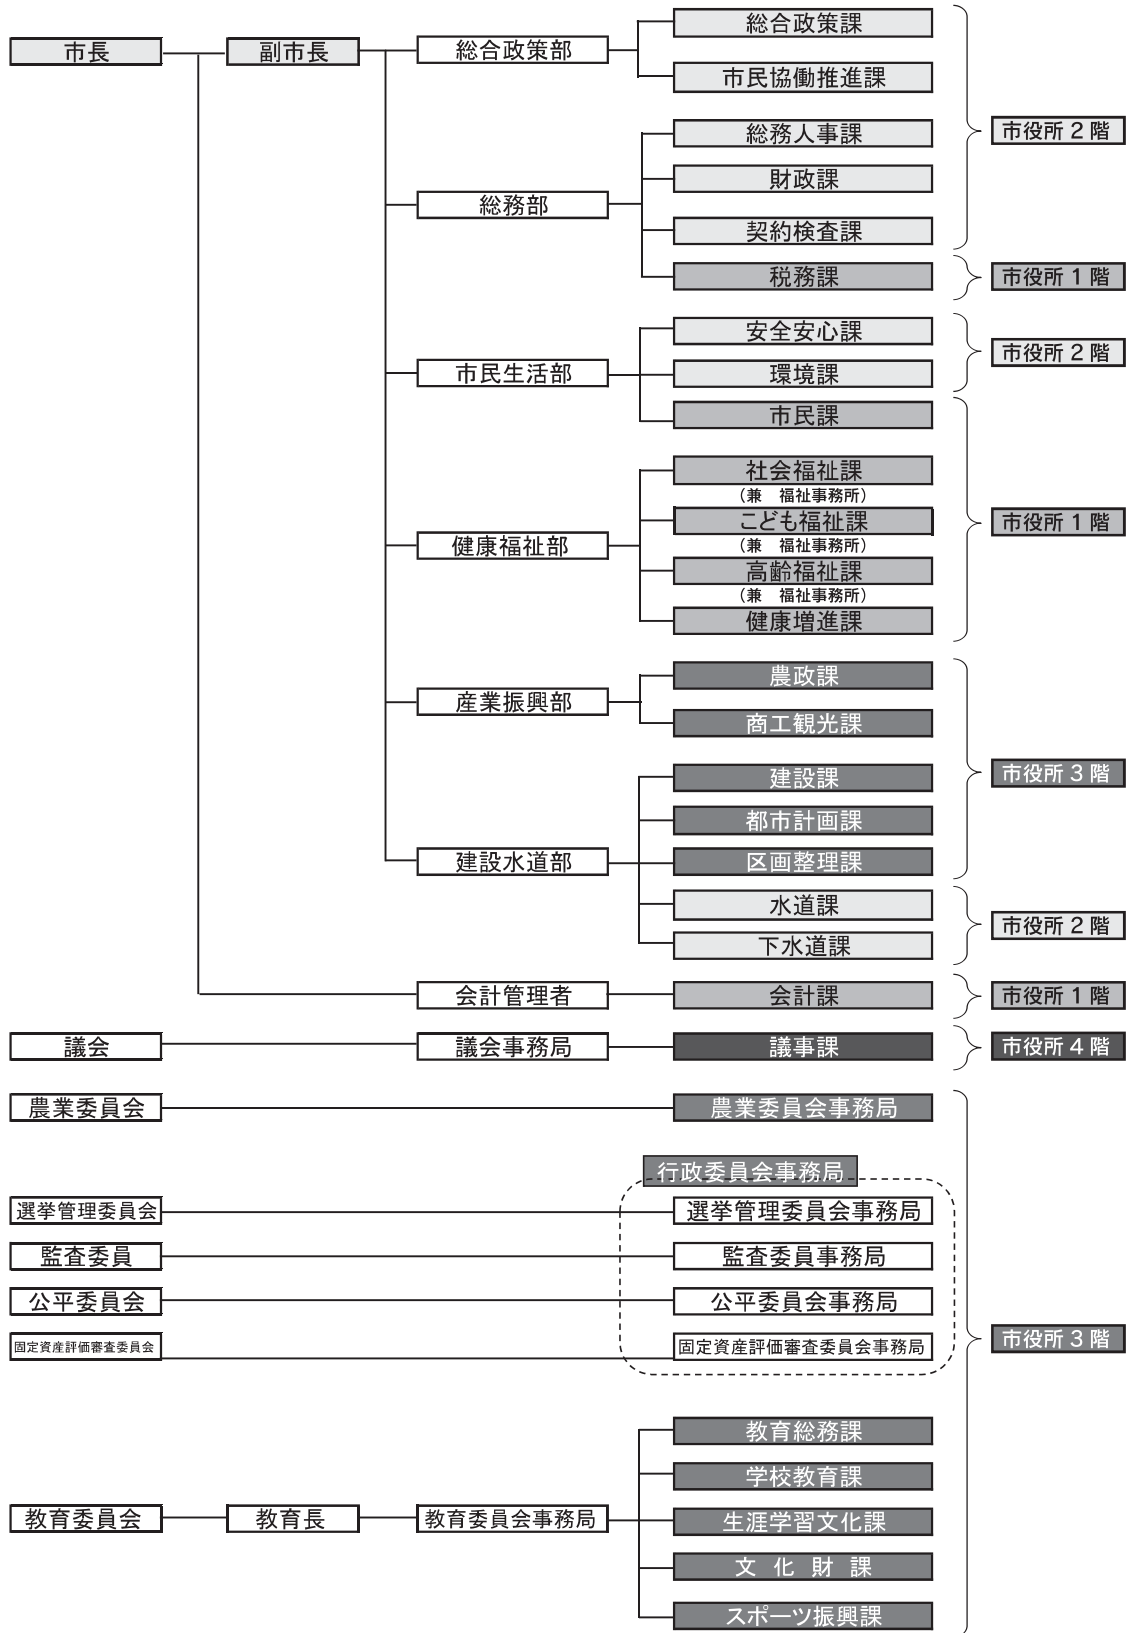 市長
副市長
総合政策部
総合政策課
市民協働推進課
総務部
総務人事課
財政課
契約検査課
市役所2階
税務課
市役所1階
市民生活部
安全安心課
環境課
市役所2階
市民課
健康福祉部
社会福祉課
（兼　福祉事務所）
こども福祉課
（兼　福祉事務所）
高齢福祉課
（兼　福祉事務所）
健康増進課
市役所1階
産業振興部
農政課
商工観光課
建設水道部
建設課
都市計画課
区画整理課
市役所3階
水道課
下水道課
市役所2階
会計管理者
会計課
市役所1階
議会
議会事務局
議事課
市役所4階
農業委員会
農業委員会事務局
行政委員会事務局
選挙管理委員会
選挙管理委員会事務局
監査委員
監査委員事務局
公平委員会
公平委員会事務局
固定資産評価審査委員会
固定資産評価審査委員会事務局
市役所3階
教育委員会
教育長
教育委員会事務局
教育総務課
学校教育課
生涯学習文化課
文化財課
スポーツ振興課